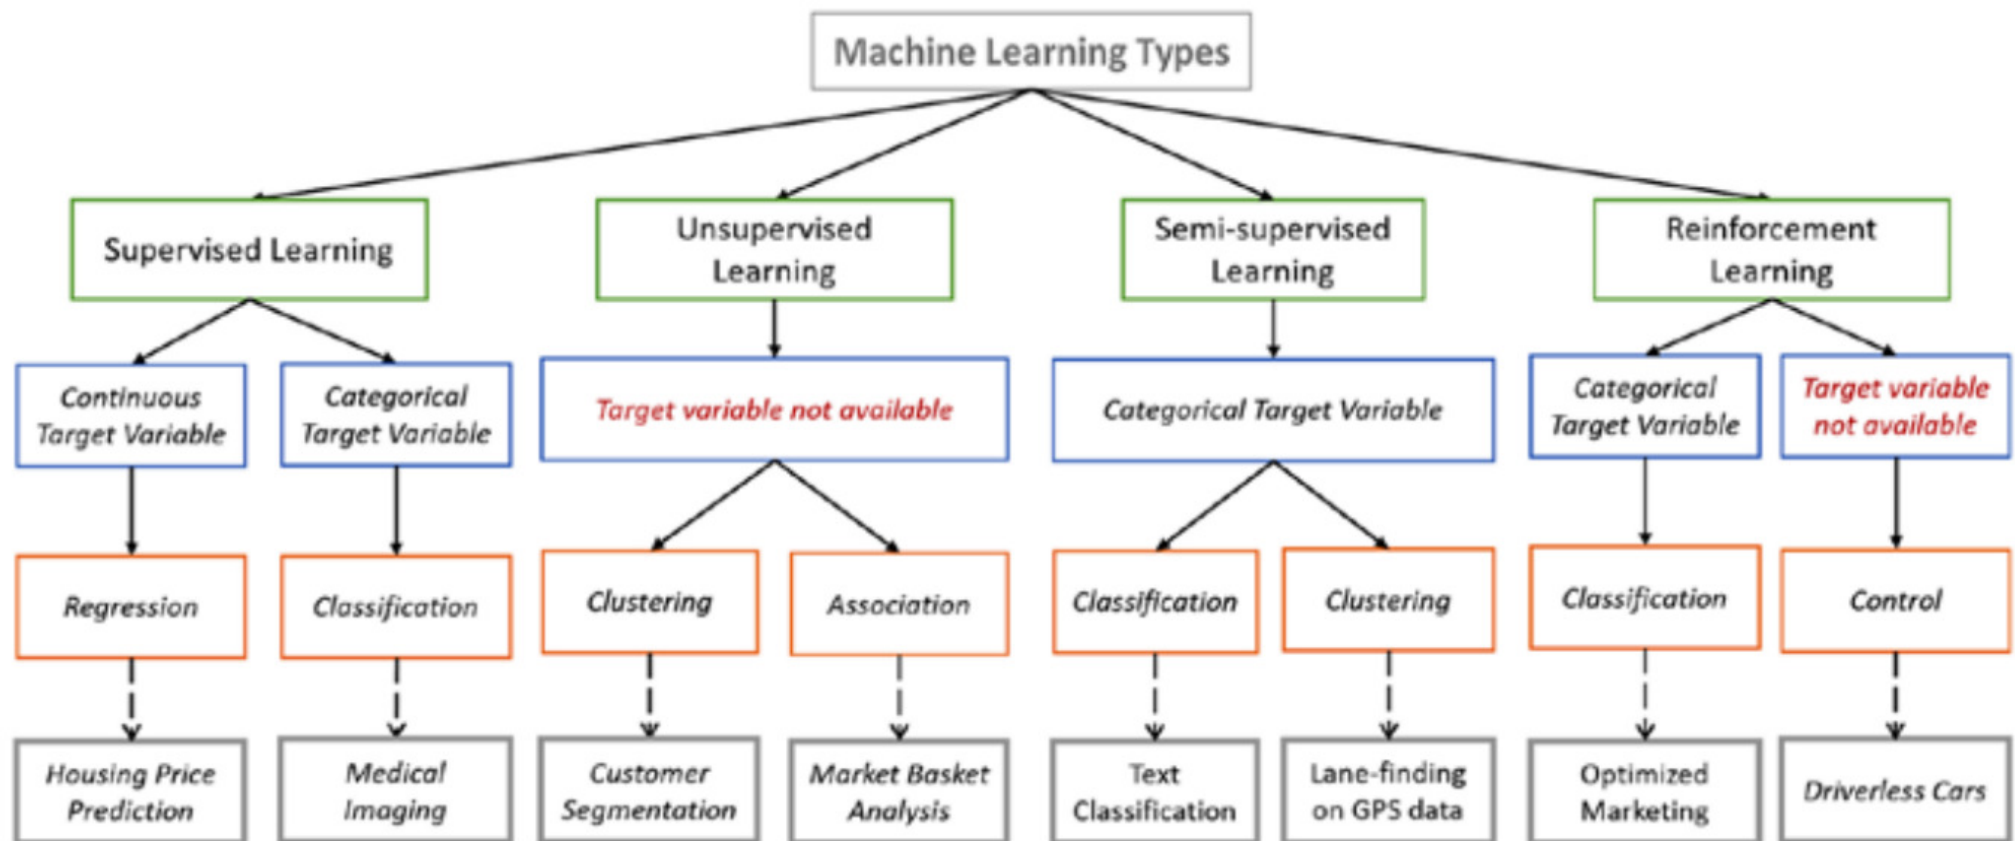 Machine Learning Types
Supervised Learning
Unsupervised
Learning
Semi-supervised
Learning
Reinforcement
Learning
Continuous
Target Variable
Categorical
Target Variable
Target variable not available
Categorical Target Variable
Categorical
Target Variable
Target variable
not available
Regression
Classification
Clustering
Association
Classification
Clustering
Classification
Control
Housing Price
Prediction
Medical
Imaging
Customer
Segmentation
Market Basket
Analysis
Text
Classification
Lane-finding
on GPS data
Optimized
Marketing
Driverless Cars